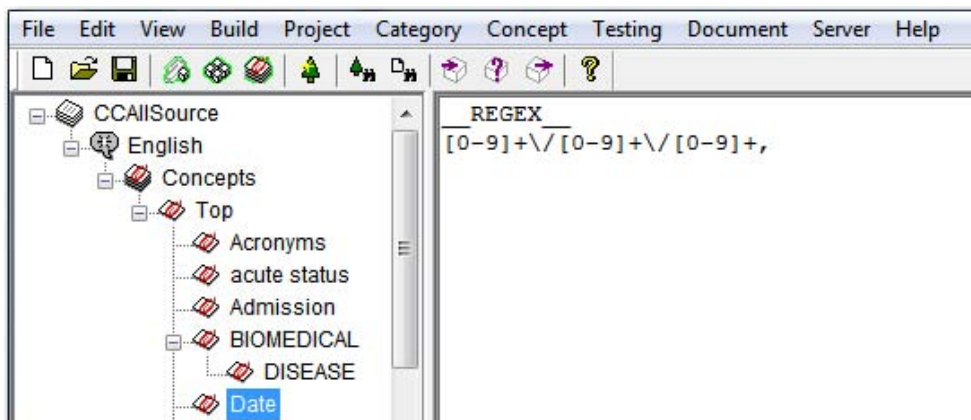 File Edit View Build Project Category Concept Testing Document Server Help
CCAllSource
English
Concepts
Top
Acronyms
acute status
Admission
BIOMEDICAL
DISEASE
Date
__REGEX__
[0-9]+\/[0-9]+\/[0-9]+,